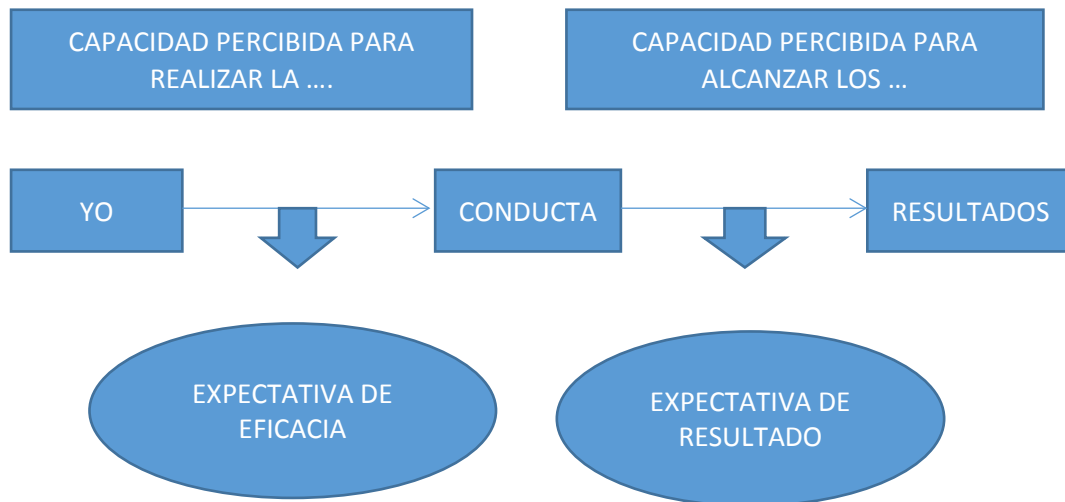 CAPACIDAD PERCIBIDA PARA
REALIZAR LA ....
CAPACIDAD PERCIBIDA PARA
ALCANZAR LOS ...
YO
CONDUCTA
RESULTADOS
EXPECTATIVA DE
EFICACIA
EXPECTATIVA DE
RESULTADO